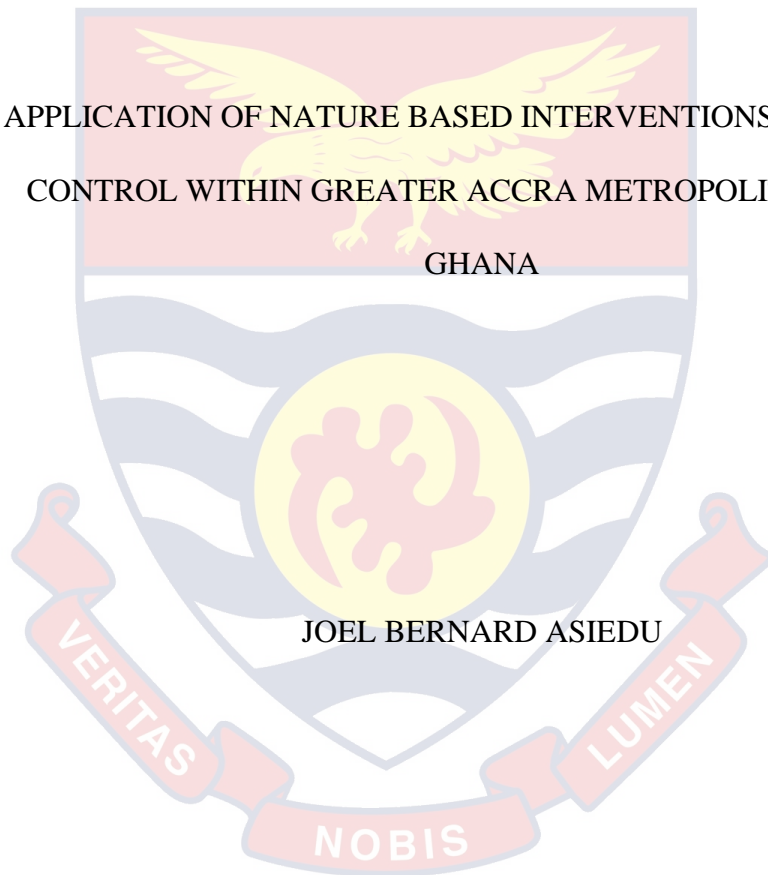 APPLICATION OF NATURE BASED INTERVENTIONS
CONTROL WITHIN GREATER ACCRA METROPOLI
GHANA
JOEL BERNARD ASIEDU
VERITAS
NOBIS
LUMEN